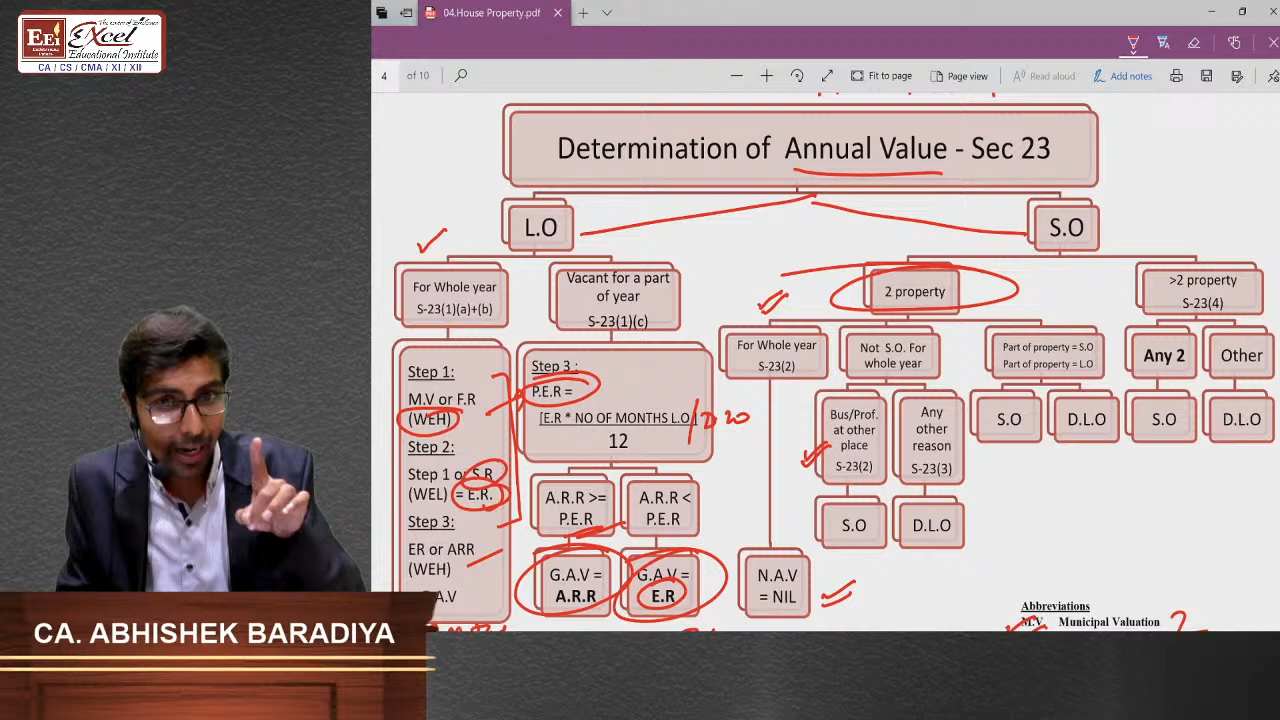 EEi
Excel
Educational Institute
CA / CS / CMA / XI / XII
04.House Property.pdf
4 of 10
Fit to page
Page view
Read aloud
Add notes
Determination of Annual Value - Sec 23
L.O
S.O
For Whole year
S-23(1)(a)+(b)
Vacant for a part
of year
S-23(1)(c)
2 property
>2 property
S-23(4)
Step 1:
M.V or F.R
(WEH)
Step 2:
Step 1 or S.R
(WEL) = E.R.
Step 3:
ER or ARR
(WEH)
G.A.V
Step 3 :
P.E.R =
[E.R * NO OF MONTHS L.O ]
12
A.R.R >=
P.E.R
A.R.R <
P.E.R
G.A.V =
A.R.R
G.A.V =
E.R
For Whole year
S-23(2)
Not S.O. For
whole year
Part of property = S.O
Part of property = L.O
Any 2
Other
Bus/Prof.
at other
place
S-23(2)
Any
other
reason
S-23(3)
S.O
D.L.O
S.O
D.L.O
S.O
D.L.O
N.A.V
= NIL
Abbreviations
M.V. Municipal Valuation
CA. ABHISHEK BARADIYA